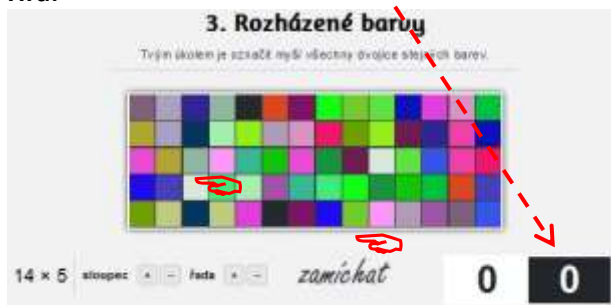 3. Rozházené barvy
Tvým úkolem je označit myší všechny dvojice stejných barev.
14 × 5 sloupec + - řada + - zamíchat 0 0